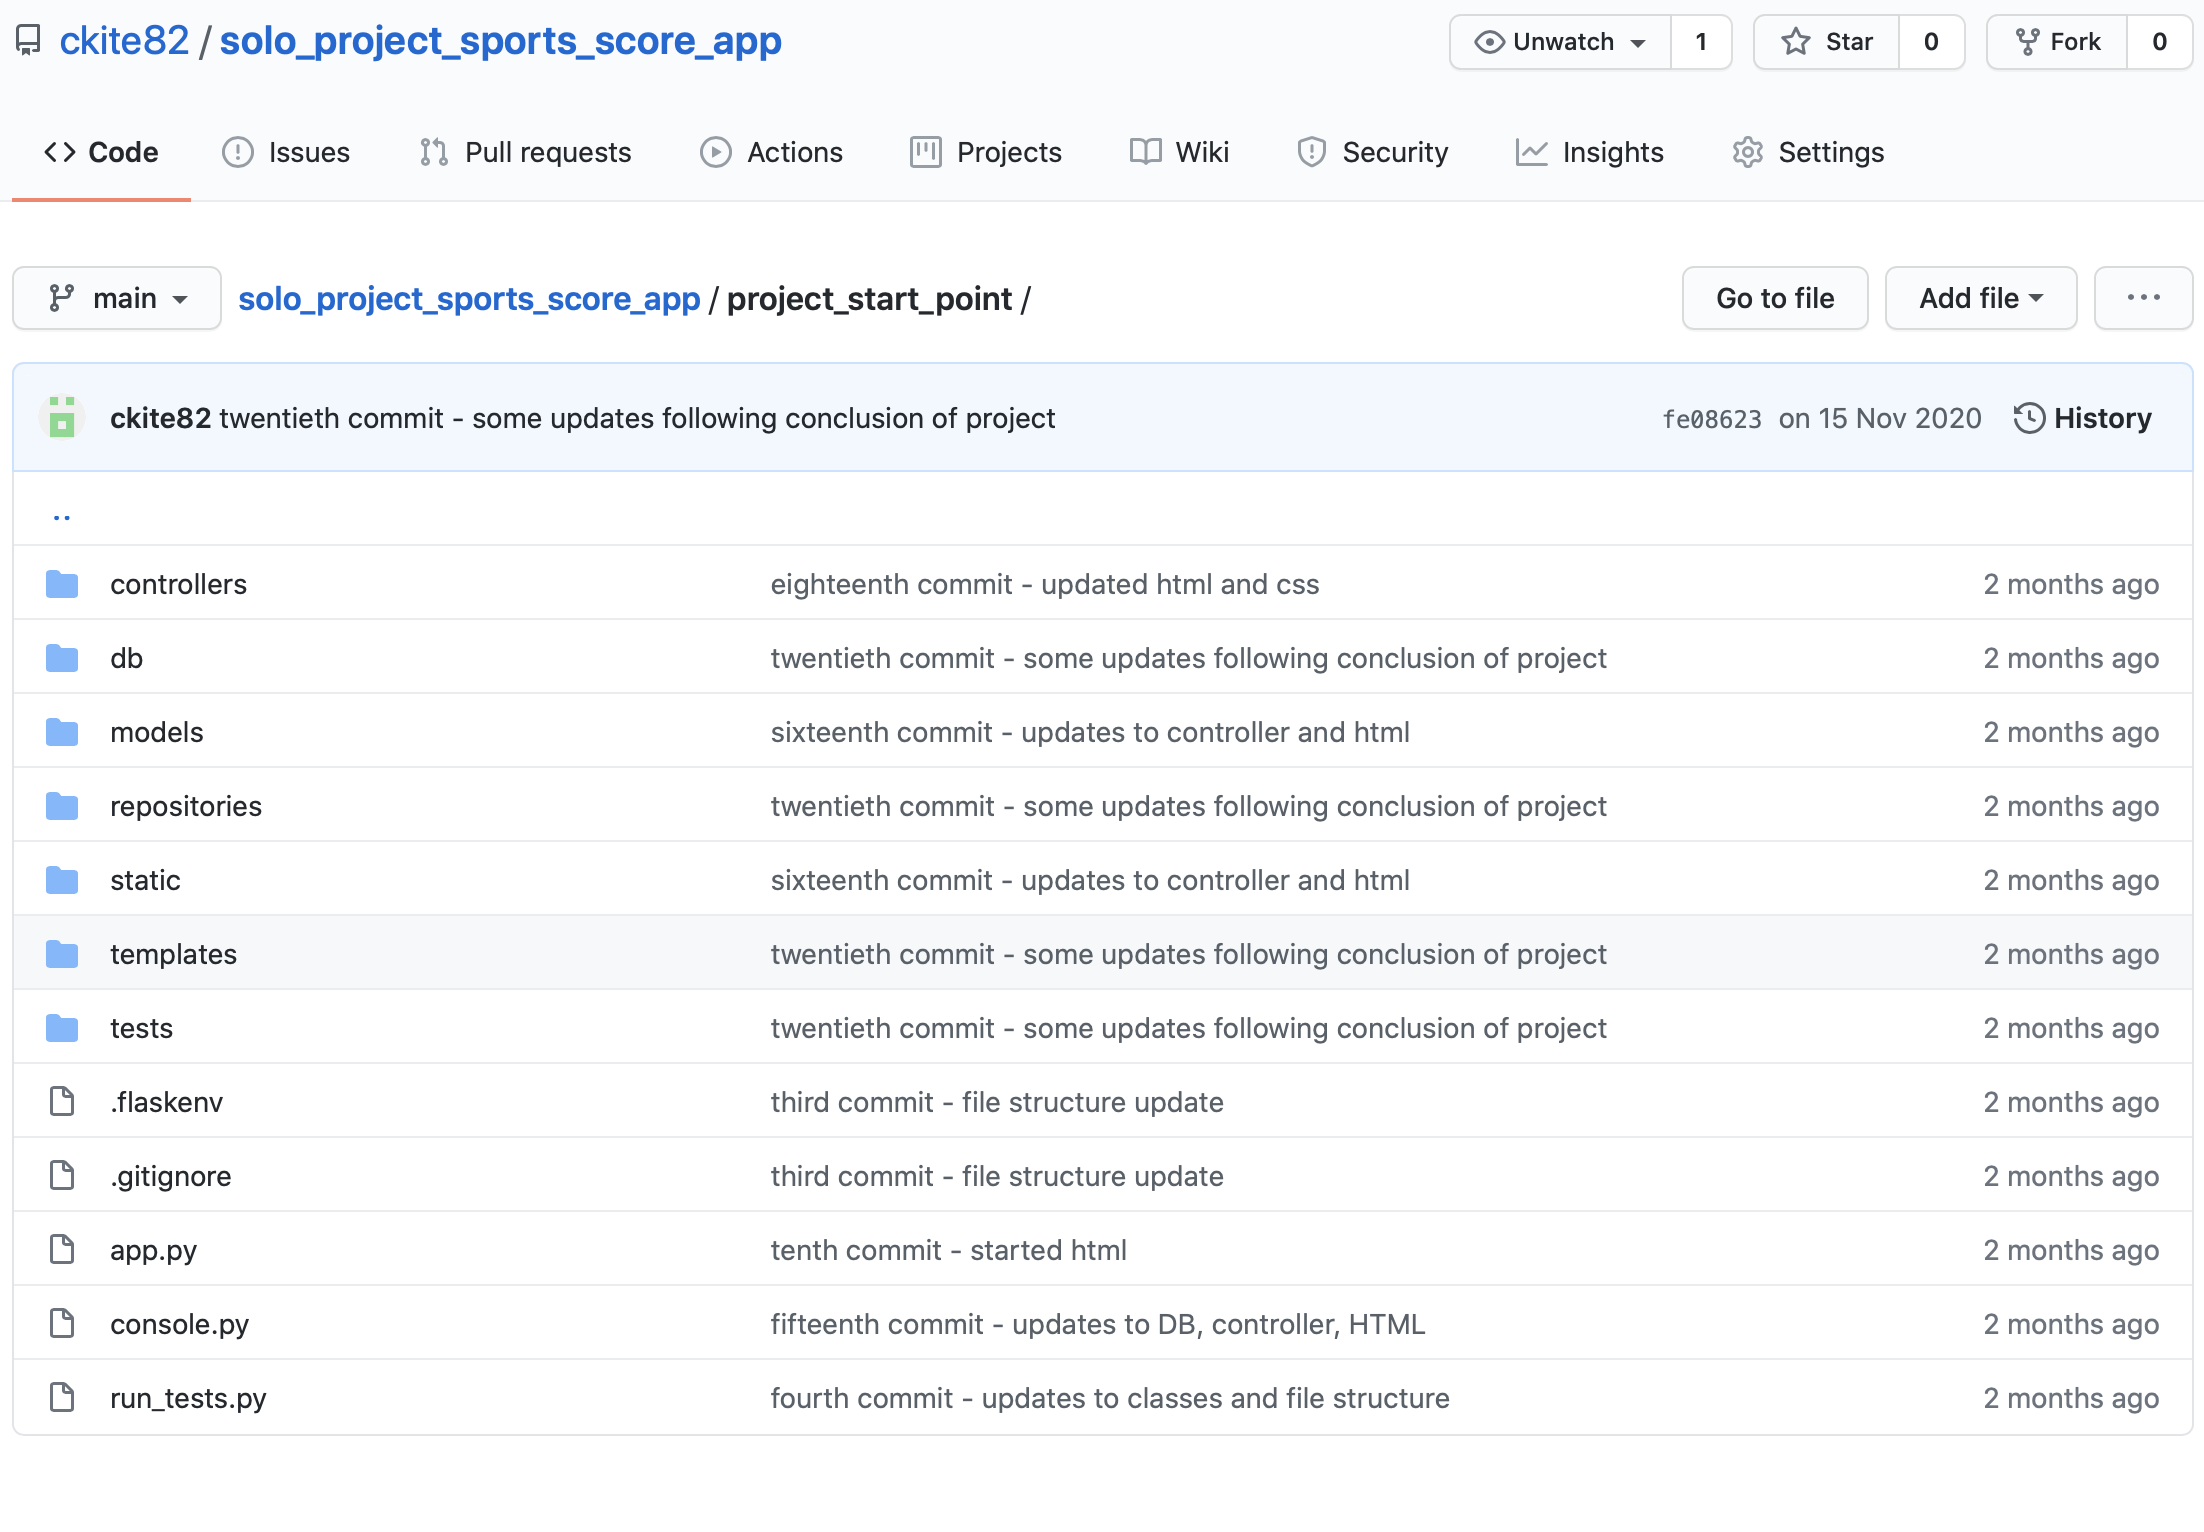 ckite82 / solo_project_sports_score_app Unwatch 1 Star 0 Fork 0
Code Issues Pull requests Actions Projects Wiki Security Insights Settings
main solo_project_sports_score_app / project_start_point / Go to file Add file ...
ckite82 twentieth commit - some updates following conclusion of project fe08623 on 15 Nov 2020 History
..
controllers eighteenth commit - updated html and css 2 months ago
db twentieth commit - some updates following conclusion of project 2 months ago
models sixteenth commit - updates to controller and html 2 months ago
repositories twentieth commit - some updates following conclusion of project 2 months ago
static sixteenth commit - updates to controller and html 2 months ago
templates twentieth commit - some updates following conclusion of project 2 months ago
tests twentieth commit - some updates following conclusion of project 2 months ago
.flaskenv third commit - file structure update 2 months ago
.gitignore third commit - file structure update 2 months ago
app.py tenth commit - started html 2 months ago
console.py fifteenth commit - updates to DB, controller, HTML 2 months ago
run_tests.py fourth commit - updates to classes and file structure 2 months ago